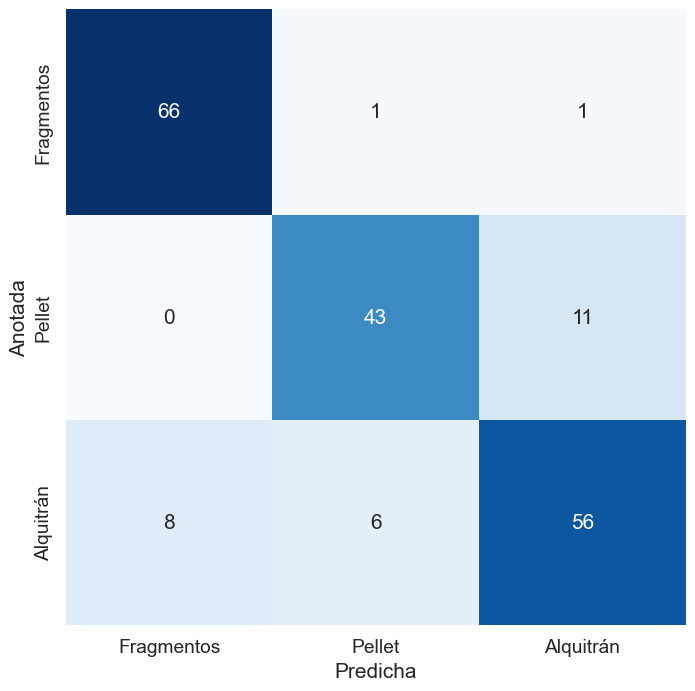 Anotada
Fragmentos
66 1 1
Pellet
0 43 11
Alquitrán
8 6 56
Fragmentos Pellet Alquitrán
Predicha